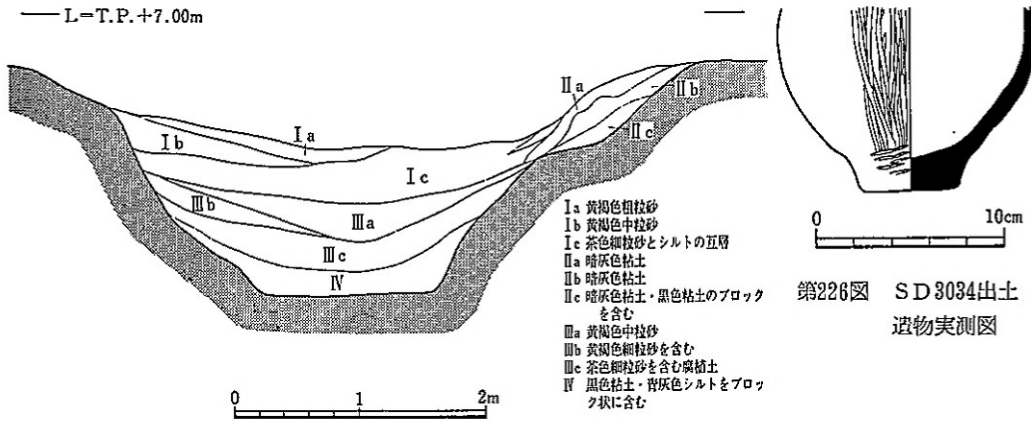 L=T.P.+7.00m
Ⅰa
Ⅰb
Ⅰc
Ⅱa
Ⅱb
Ⅱc
Ⅲa
Ⅲb
Ⅲc
Ⅳ
Ⅰa 黄褐色粗粒砂
Ⅰb 黄褐色中粒砂
Ⅰc 茶色細粒砂とシルトの互層
Ⅱa 暗灰色粘土
Ⅱb 暗灰色粘土
Ⅱc 暗灰色粘土・黒色粘土のブロック
を含む
Ⅲa 黄褐色中粒砂
Ⅲb 黄褐色細粒砂を含む
Ⅲc 茶色細粒砂を含む腐植土
Ⅳ 黒色粘土・青灰色シルトをブロッ
ク状に含む
0 1 2m
0 10cm
第226図 SD3034出土
遺物実測図